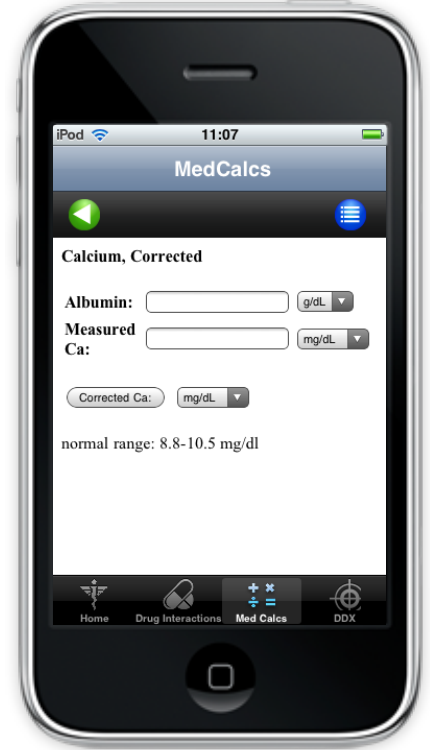 iPod 11:07
MedCalcs
Calcium, Corrected
Albumin: g/dL
Measured
Ca: mg/dL
Corrected Ca: mg/dL
normal range: 8.8-10.5 mg/dl
Home Drug Interactions Med Calcs DDX